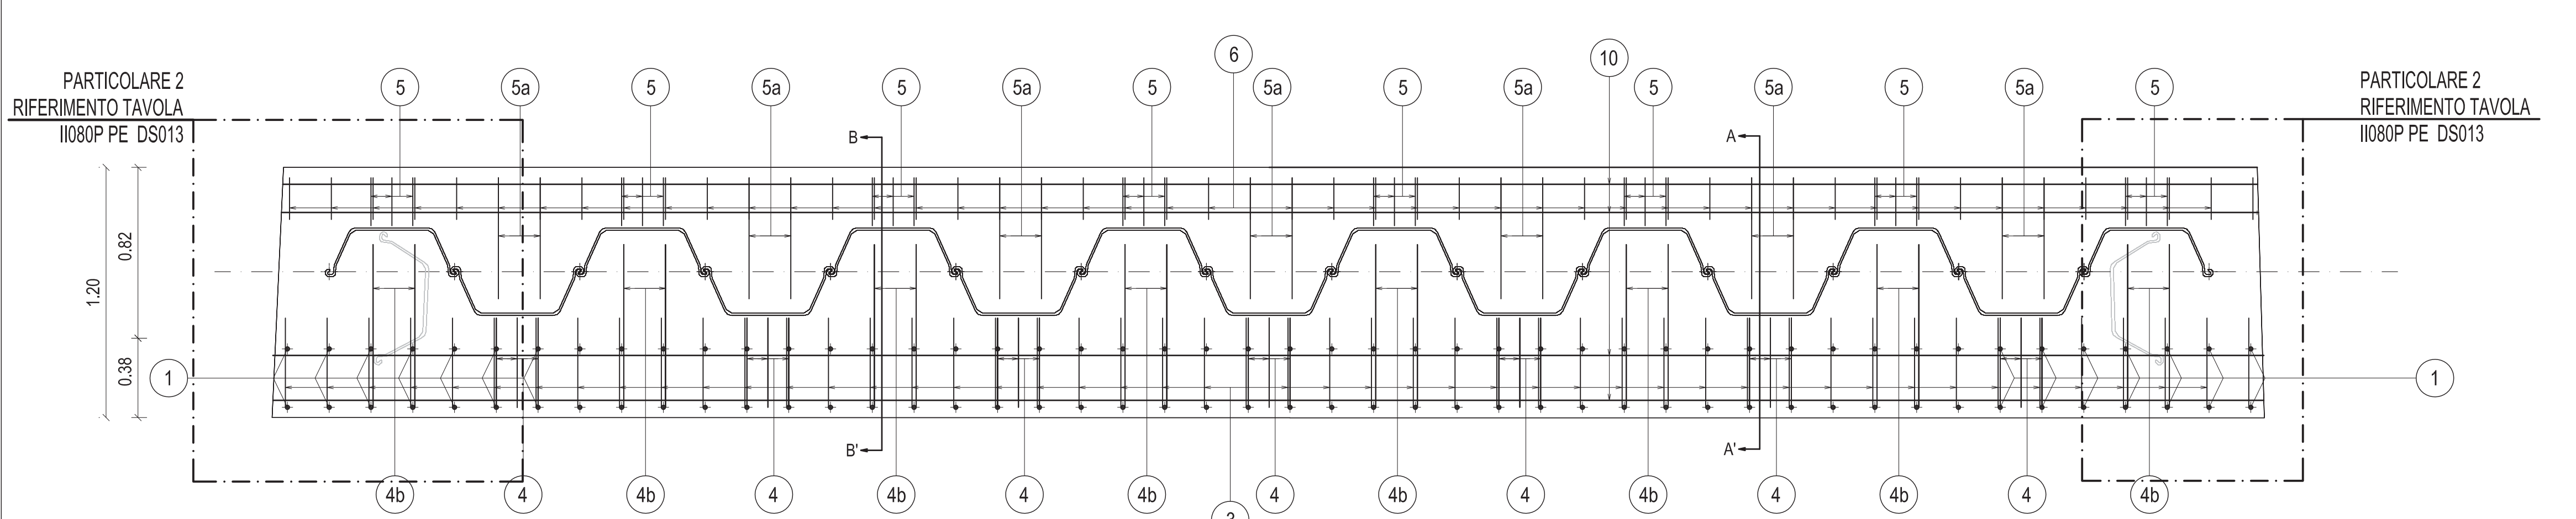 6
10
PARTICOLARE 2
RIFERIMENTO TAVOLA
II080P PE DS013
5
5a
5
5a
5
5a
5
5a
5
5a
5
5a
5
5a
5
PARTICOLARE 2
RIFERIMENTO TAVOLA
II080P PE DS013
B
A
0.82
1.20
0.38
1
1
B'
A'
4b
4
4b
4
4b
4
4b
4
4b
4
4b
4
4b
4
4b